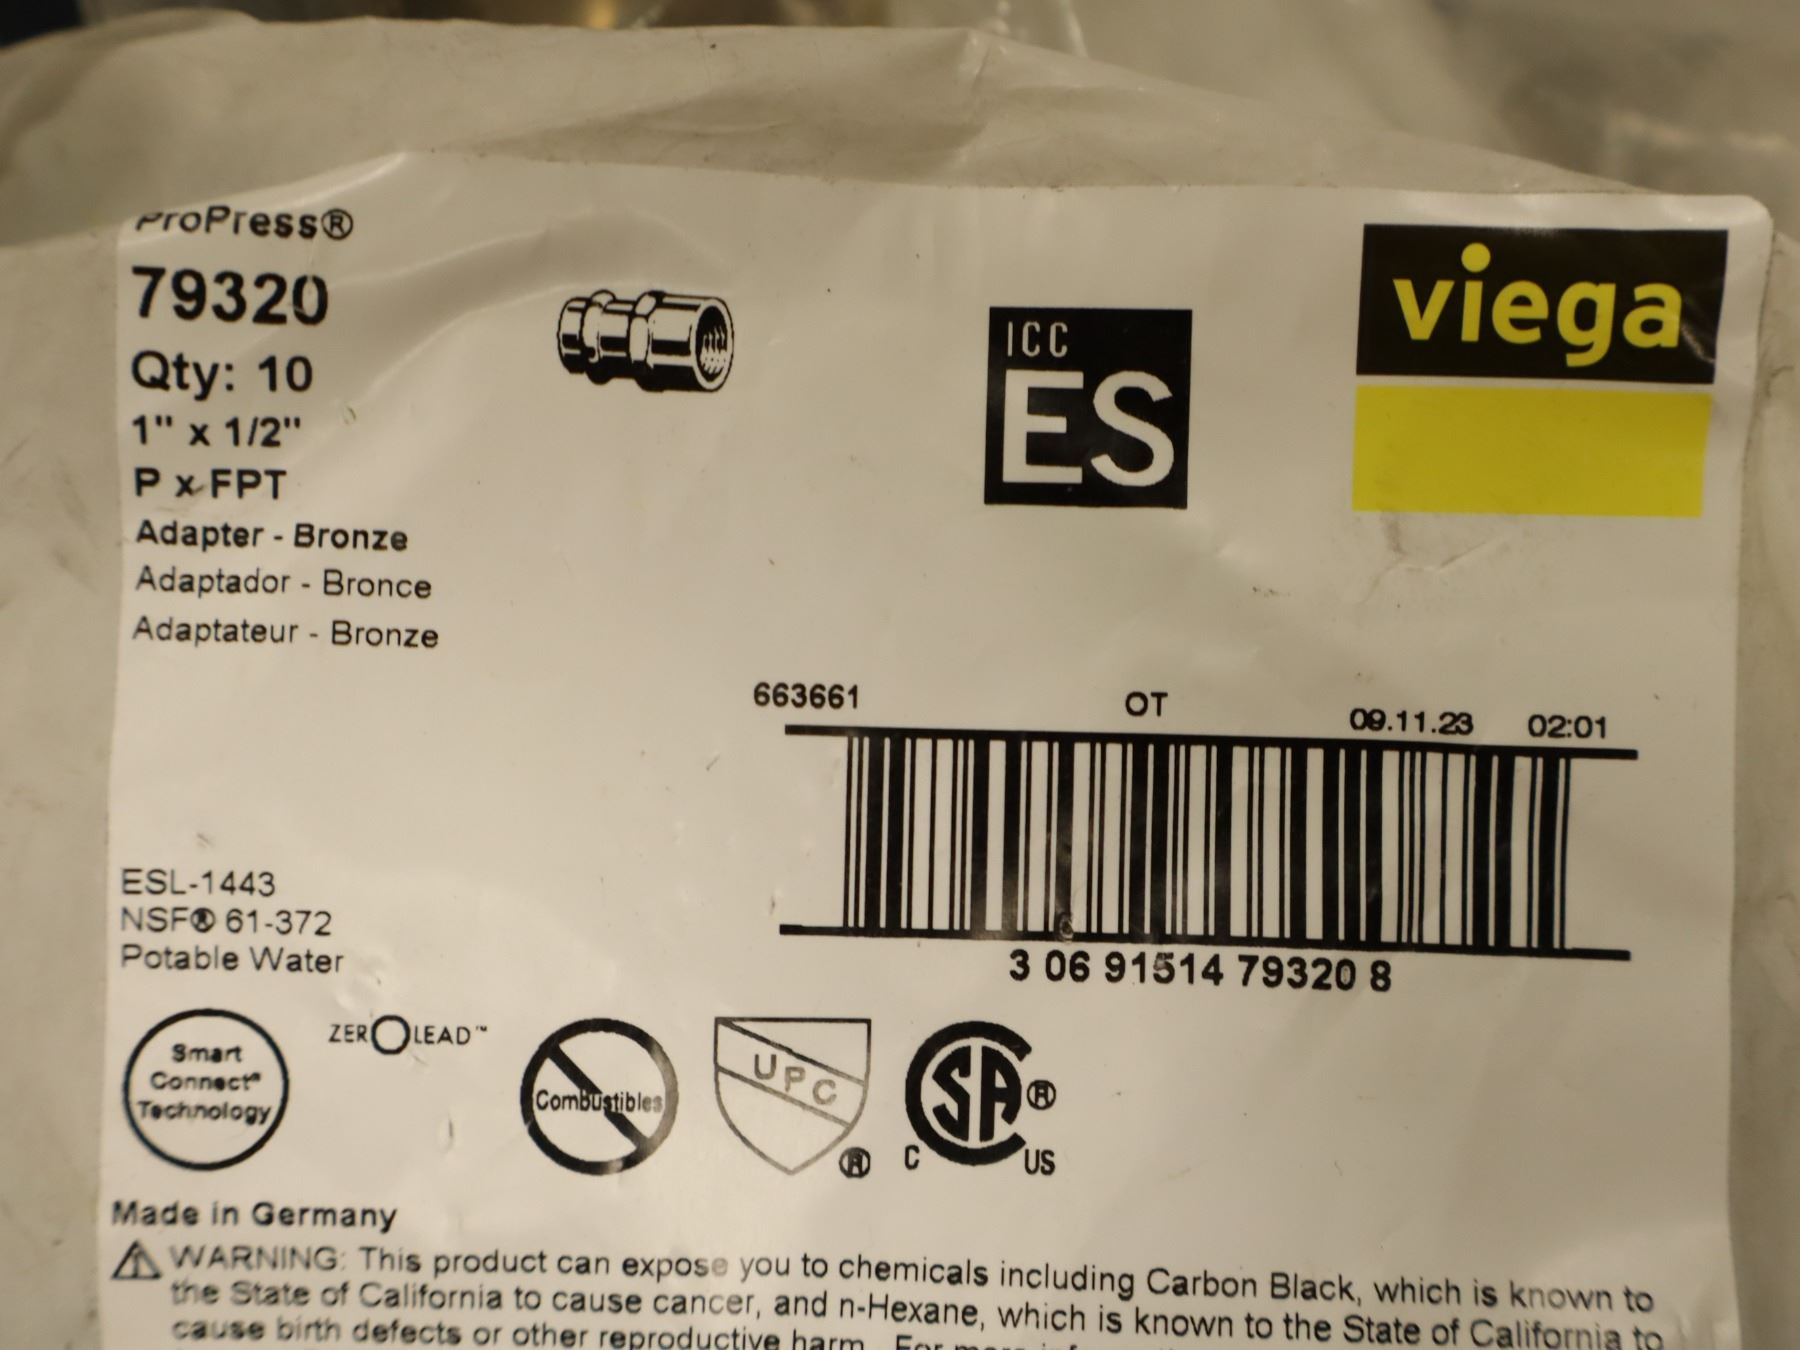 ProPress®
79320
Qty: 10
1" x 1/2"
P x FPT
Adapter - Bronze
Adaptador - Bronce
Adaptateur - Bronze
ICC
ES
viega
663661 OT 09.11.23 02:01
3 06 91514 79320 8
ESL-1443
NSF® 61-372
Potable Water
Smart
Connect®
Technology
ZERO LEAD™
Combustibles
UPC
®
SA ®
C US
Made in Germany
WARNING: This product can expose you to chemicals including Carbon Black, which is known to
the State of California to cause cancer, and n-Hexane, which is known to the State of California to
cause birth defects or other reproductive harm. For more